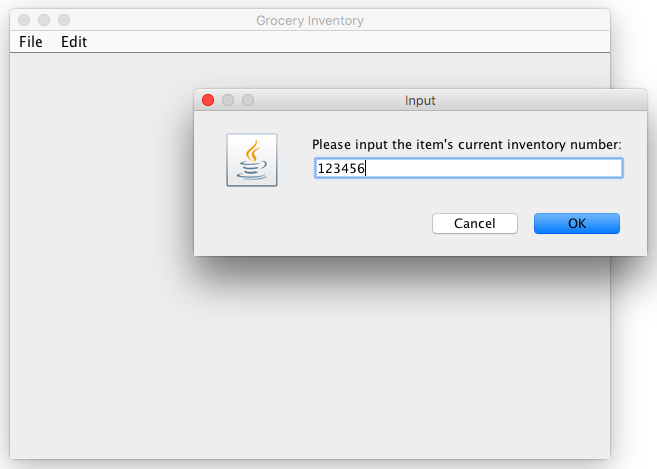 Grocery Inventory
File Edit
Input
Please input the item's current inventory number:
123456
Cancel OK